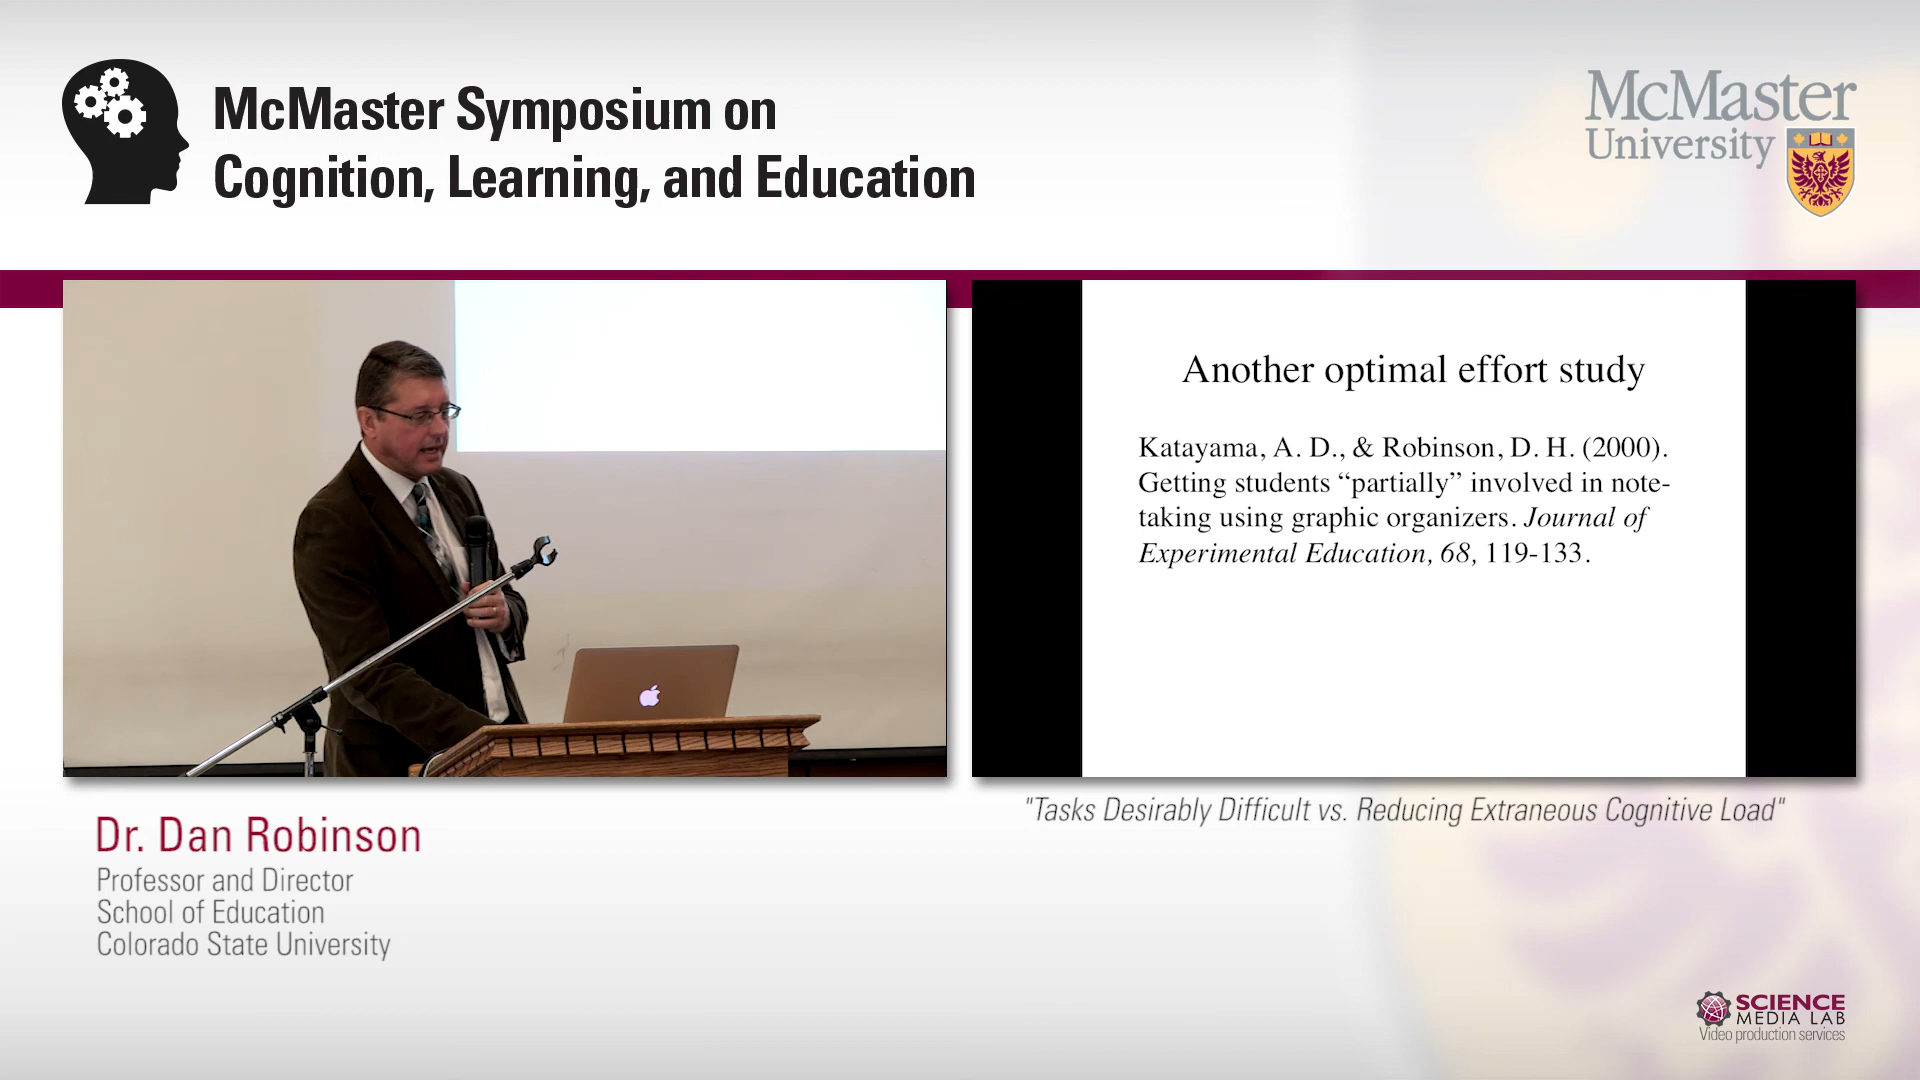 McMaster Symposium on
Cognition, Learning, and Education
McMaster
University
Another optimal effort study
Katayama, A. D., & Robinson, D. H. (2000).
Getting students “partially” involved in note-
taking using graphic organizers. Journal of
Experimental Education, 68, 119-133.
"Tasks Desirably Difficult vs. Reducing Extraneous Cognitive Load"
Dr. Dan Robinson
Professor and Director
School of Education
Colorado State University
SCIENCE
MEDIA LAB
Video production services